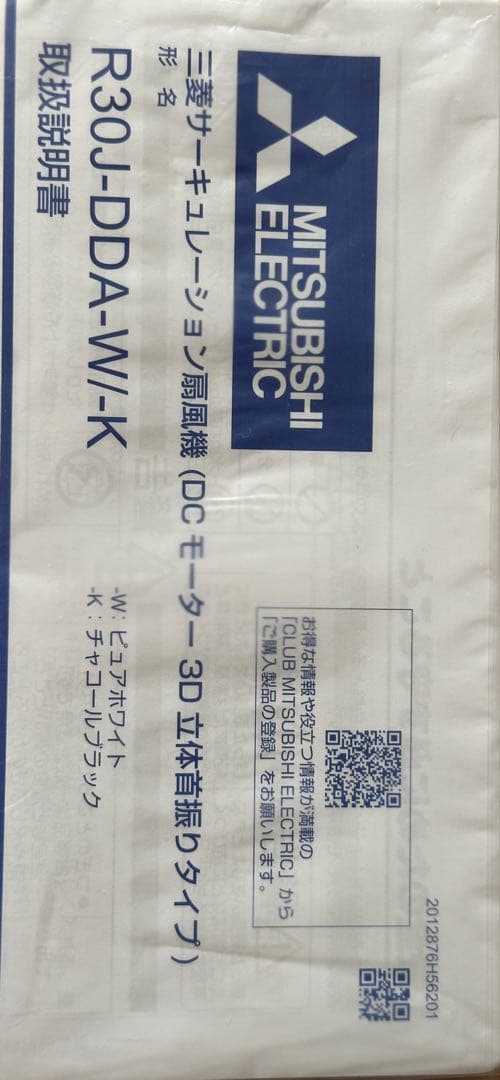 2012876H56201
MITSUBISHI
ELECTRIC
お得な情報や役立つ情報が満載の
「CLUB MITSUBISHI ELECTRIC」から
「ご購入製品の登録」をお願いします。
三菱サーキュレーション扇風機 (DC モーター 3D 立体首振りタイプ)
形 名
R30J-DDA-W/-K
-W: ピュアホワイト
-K: チャコールブラック
取扱説明書